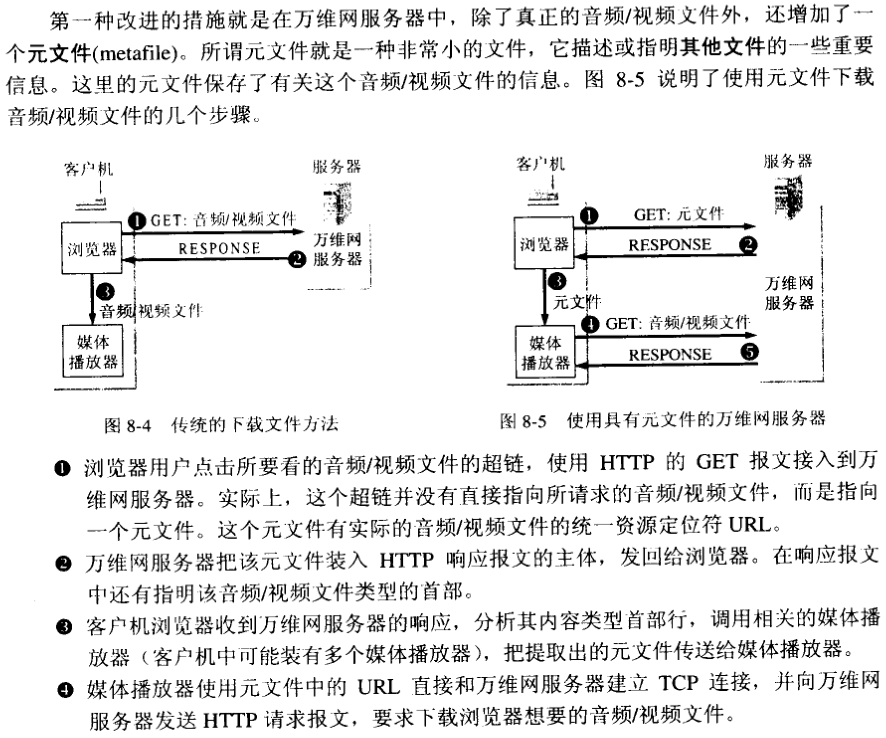 第一种改进的措施就是在万维网服务器中，除了真正的音频/视频文件外，还增加了一
个元文件(metafile)。所谓元文件就是一种非常小的文件，它描述或指明其他文件的一些重要
信息。这里的元文件保存了有关这个音频/视频文件的信息。图 8-5 说明了使用元文件下载
音频/视频文件的几个步骤。
客户机
服务器
❶ GET: 音频/视频文件
浏览器
RESPONSE
❷
万维网
服务器
❸
音频/视频文件
媒体
播放器
图 8-4 传统的下载文件方法
客户机
服务器
❶ GET: 元文件
浏览器
RESPONSE ❷
❸
元文件
万维网
服务器
❹ GET: 音频/视频文件
媒体
播放器
RESPONSE ❺
图 8-5 使用具有元文件的万维网服务器
❶ 浏览器用户点击所要看的音频/视频文件的超链，使用 HTTP 的 GET 报文接入到万
维网服务器。实际上，这个超链并没有直接指向所请求的音频/视频文件，而是指向
一个元文件。这个元文件有实际的音频/视频文件的统一资源定位符 URL。
❷ 万维网服务器把该元文件装入 HTTP 响应报文的主体，发回给浏览器。在响应报文
中还有指明该音频/视频文件类型的首部。
❸ 客户机浏览器收到万维网服务器的响应，分析其内容类型首部行，调用相关的媒体播
放器（客户机中可能装有多个媒体播放器），把提取出的元文件传送给媒体播放器。
❹ 媒体播放器使用元文件中的 URL 直接和万维网服务器建立 TCP 连接，并向万维网
服务器发送 HTTP 请求报文，要求下载浏览器想要的音频/视频文件。